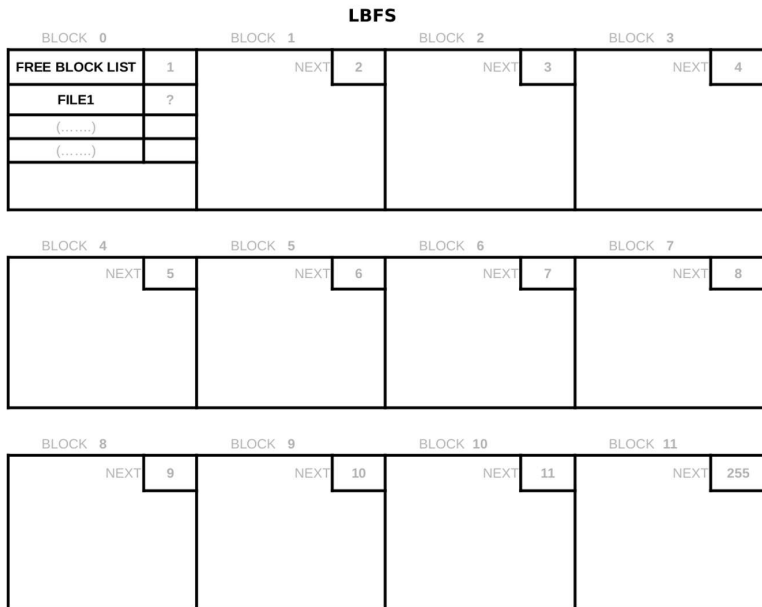 LBFS
BLOCK 0 BLOCK 1 BLOCK 2 BLOCK 3
FREE BLOCK LIST 1 NEXT 2 NEXT 3 NEXT 4
FILE1 ?
(.......)
(.......)
BLOCK 4 BLOCK 5 BLOCK 6 BLOCK 7
NEXT 5 NEXT 6 NEXT 7 NEXT 8
BLOCK 8 BLOCK 9 BLOCK 10 BLOCK 11
NEXT 9 NEXT 10 NEXT 11 NEXT 255